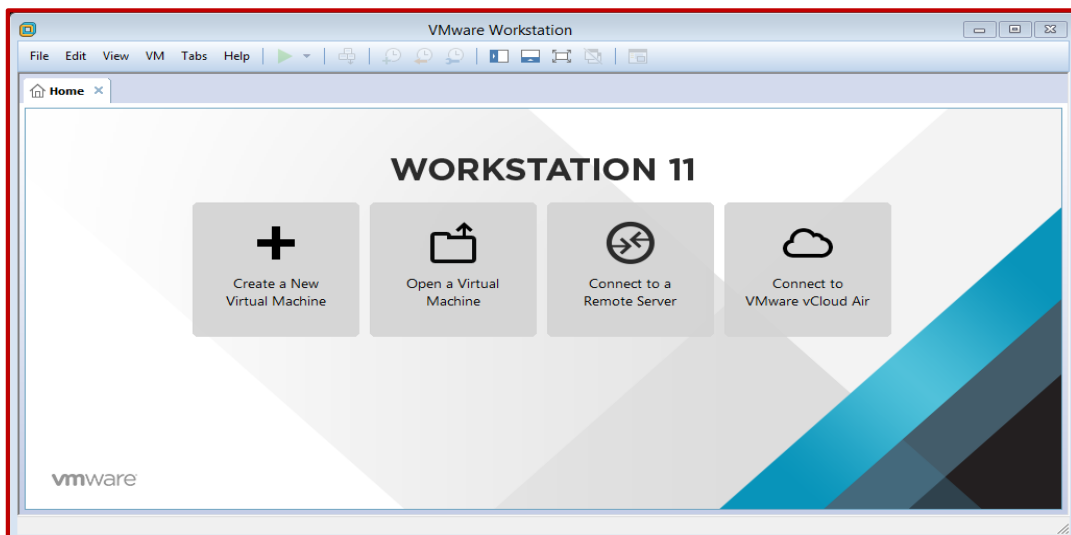 VMware Workstation
File Edit View VM Tabs Help
Home
WORKSTATION 11
Create a New
Virtual Machine
Open a Virtual
Machine
Connect to a
Remote Server
Connect to
VMware vCloud Air
vmware